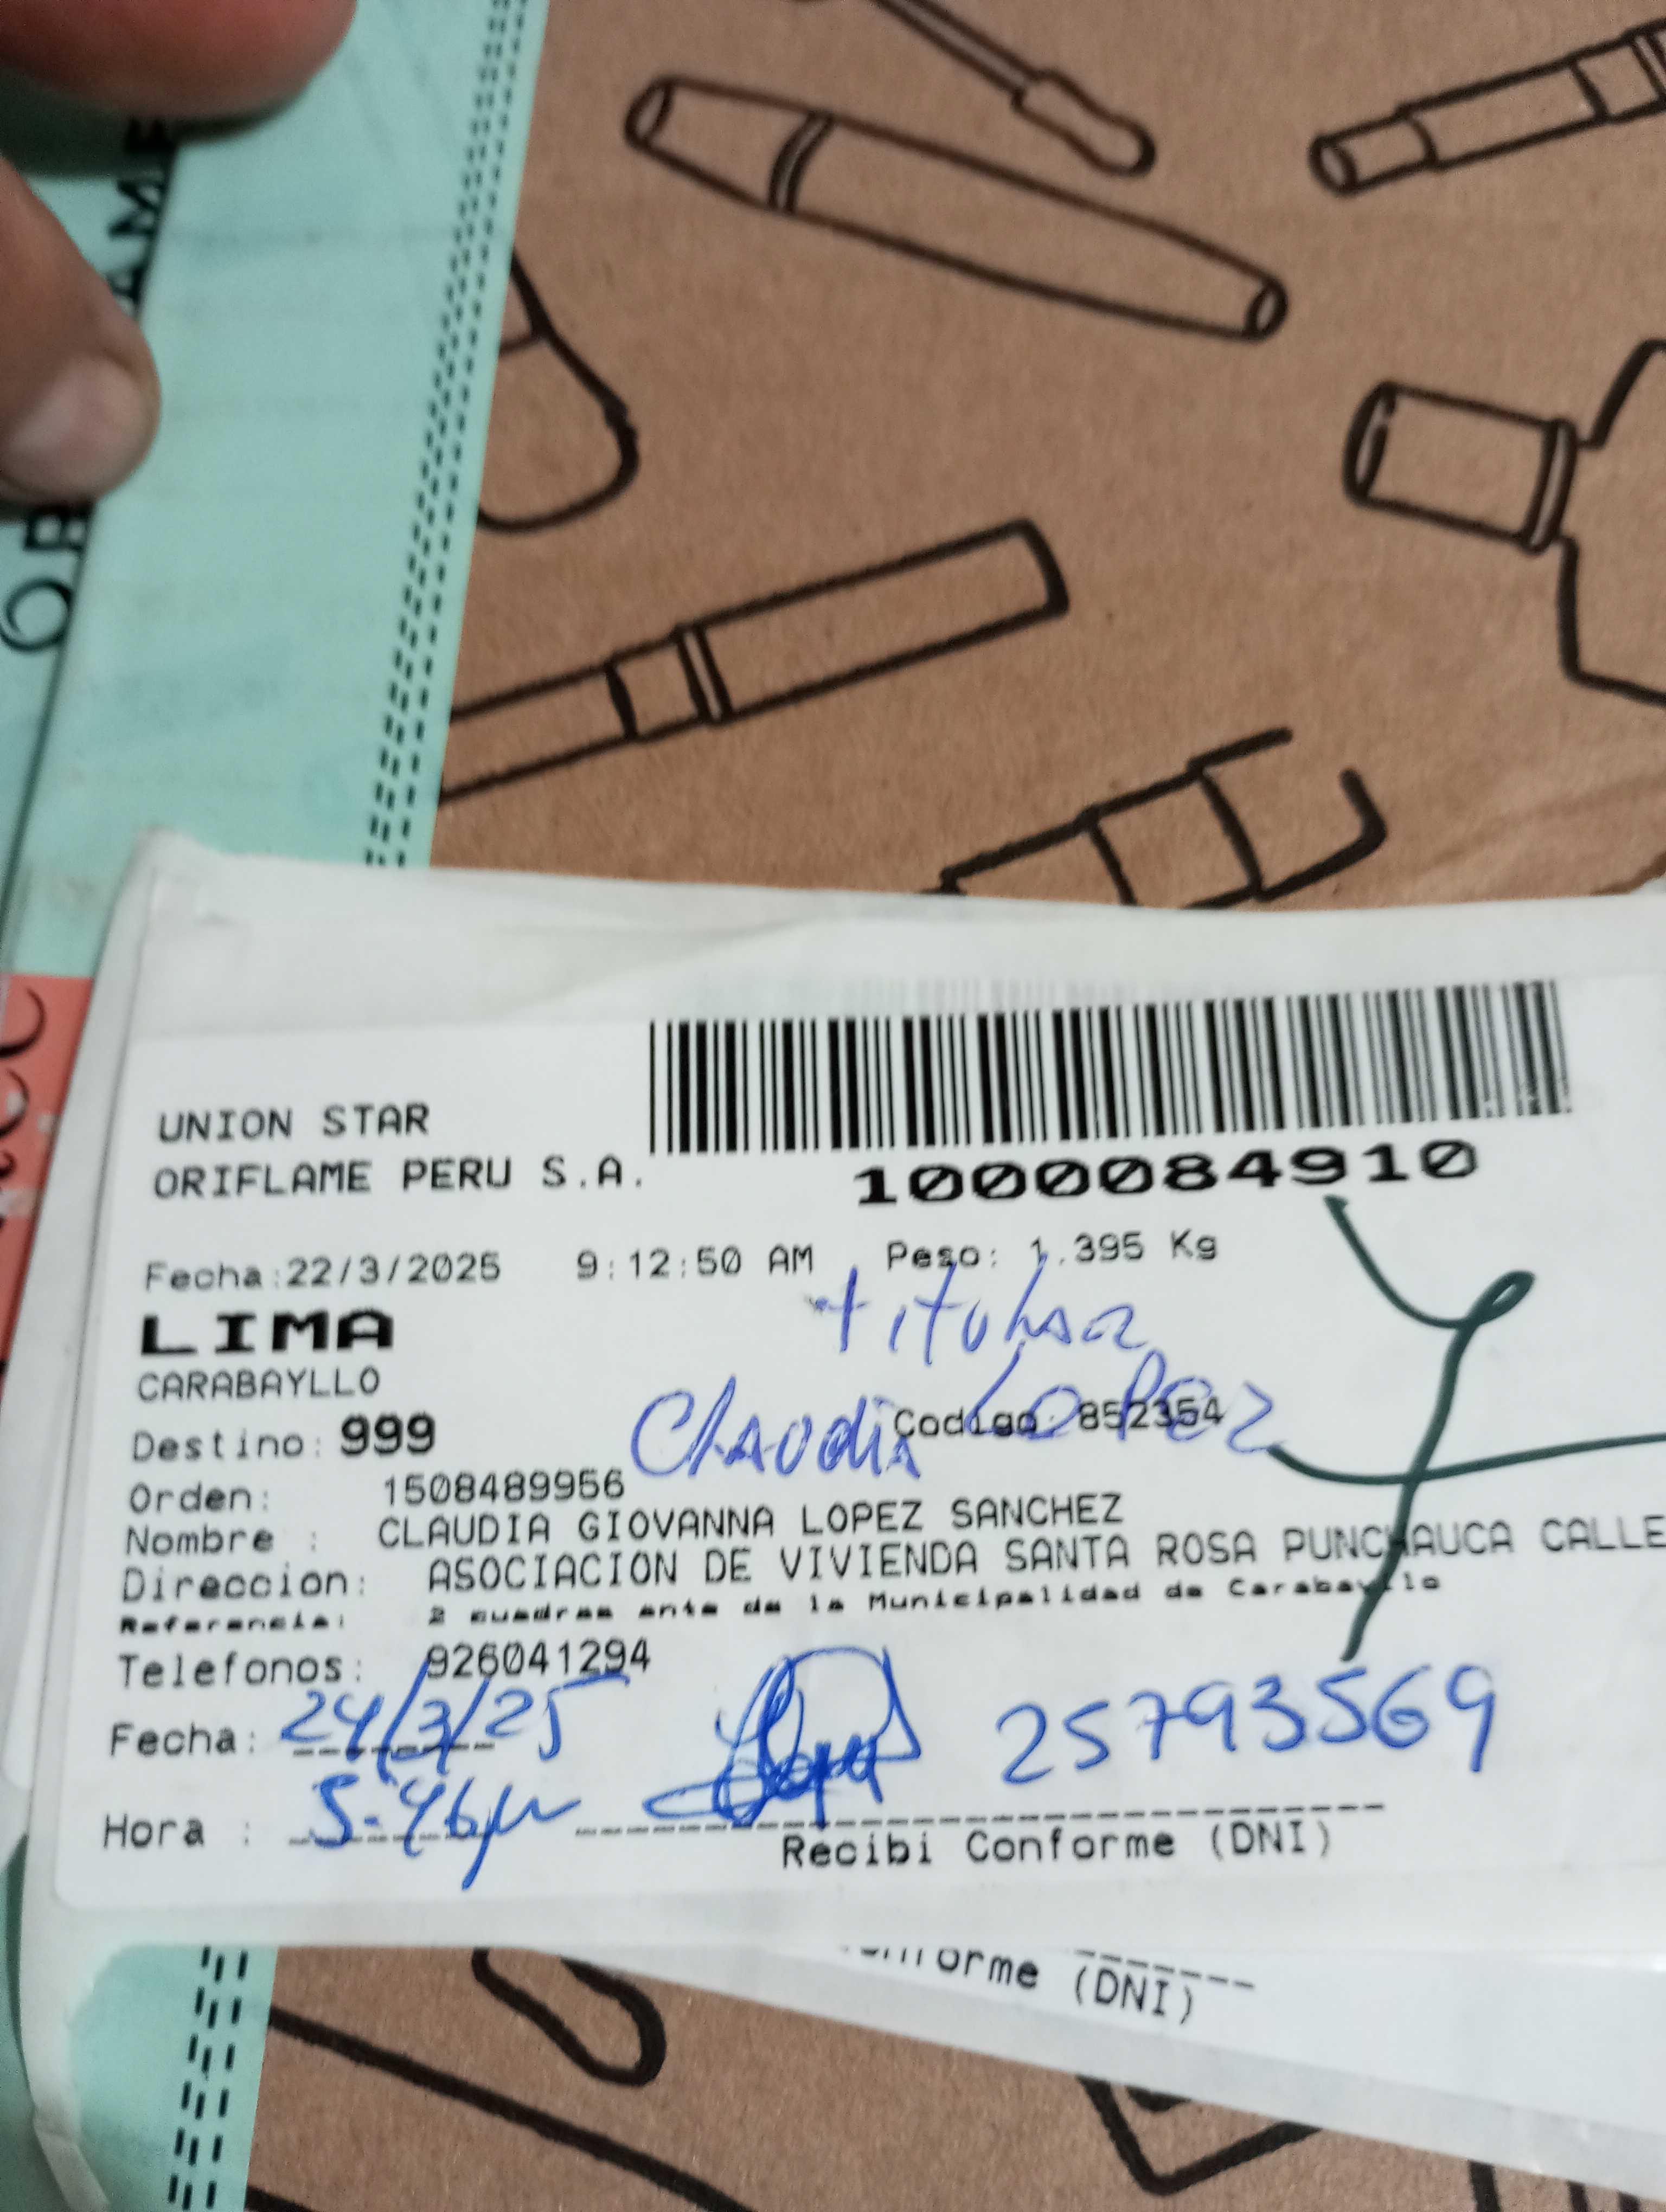 UNION STAR
ORIFLAME PERU S.A.
1000084910
Fecha:22/3/2025 9:12:50 AM Peso: 1.395 Kg
LIMA
titular
CARABAYLLO
Claudia Lopez
Codigo: 852354
Destino: 999
Orden: 1508489956
Nombre : CLAUDIA GIOVANNA LOPEZ SANCHEZ
Direccion: ASOCIACION DE VIVIENDA SANTA ROSA PUNCHAUCA CALLE
Referencia: 2 cuadras ante de la Municipalidad de Carabayllo
Telefonos: 926041294
Fecha: 24/3/25 25793569
Hora : 5-46
Recibi Conforme (DNI)
onforme (DNI)